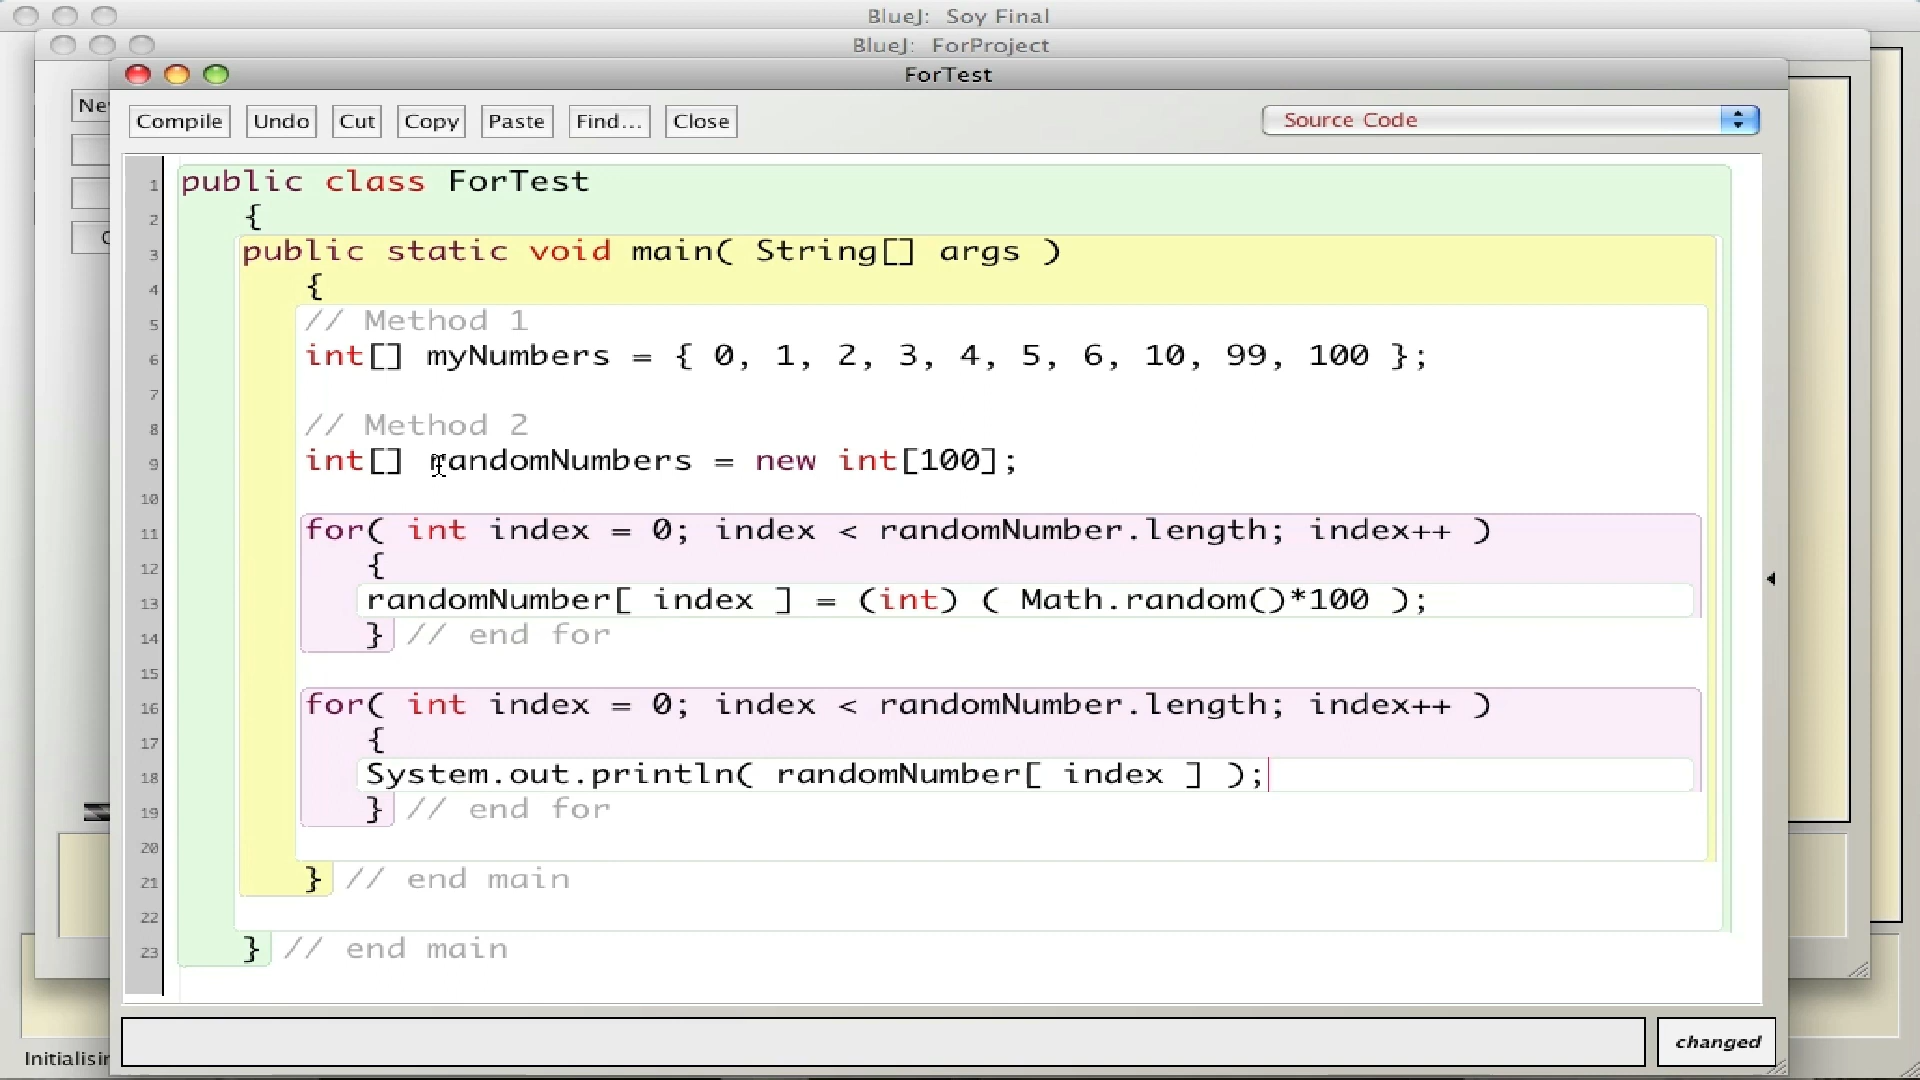 BlueJ: Soy Final
BlueJ: ForProject
ForTest
Compile Undo Cut Copy Paste Find... Close Source Code
1 public class ForTest
2 {
3 public static void main( String[] args )
4 {
5 // Method 1
6 int[] myNumbers = { 0, 1, 2, 3, 4, 5, 6, 10, 99, 100 };
7
8 // Method 2
9 int[] randomNumbers = new int[100];
10
11 for( int index = 0; index < randomNumber.length; index++ )
12 {
13 randomNumber[ index ] = (int) ( Math.random()*100 );
14 } // end for
15
16 for( int index = 0; index < randomNumber.length; index++ )
17 {
18 System.out.println( randomNumber[ index ] );
19 } // end for
20
21 } // end main
22
23 } // end main
changed